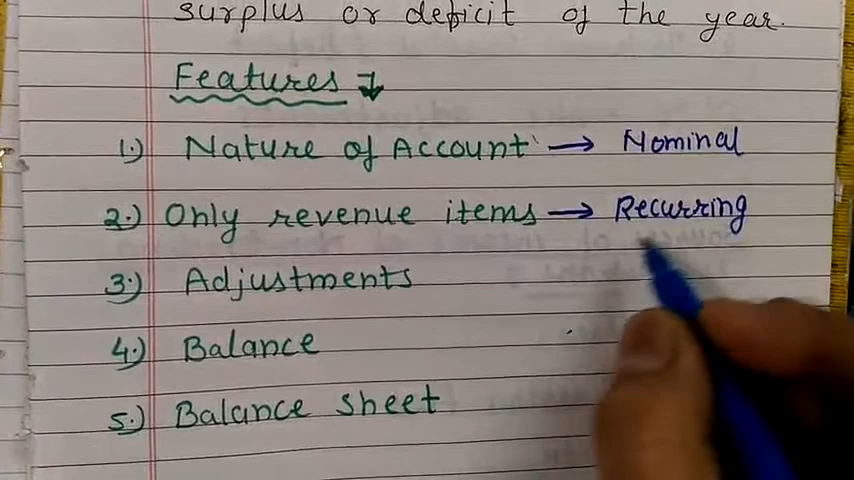 surplus or deficit of the year.
Features ↓
1.) Nature of Account → Nominal
2.) Only revenue items → Recurring
3.) Adjustments
4.) Balance
5.) Balance sheet